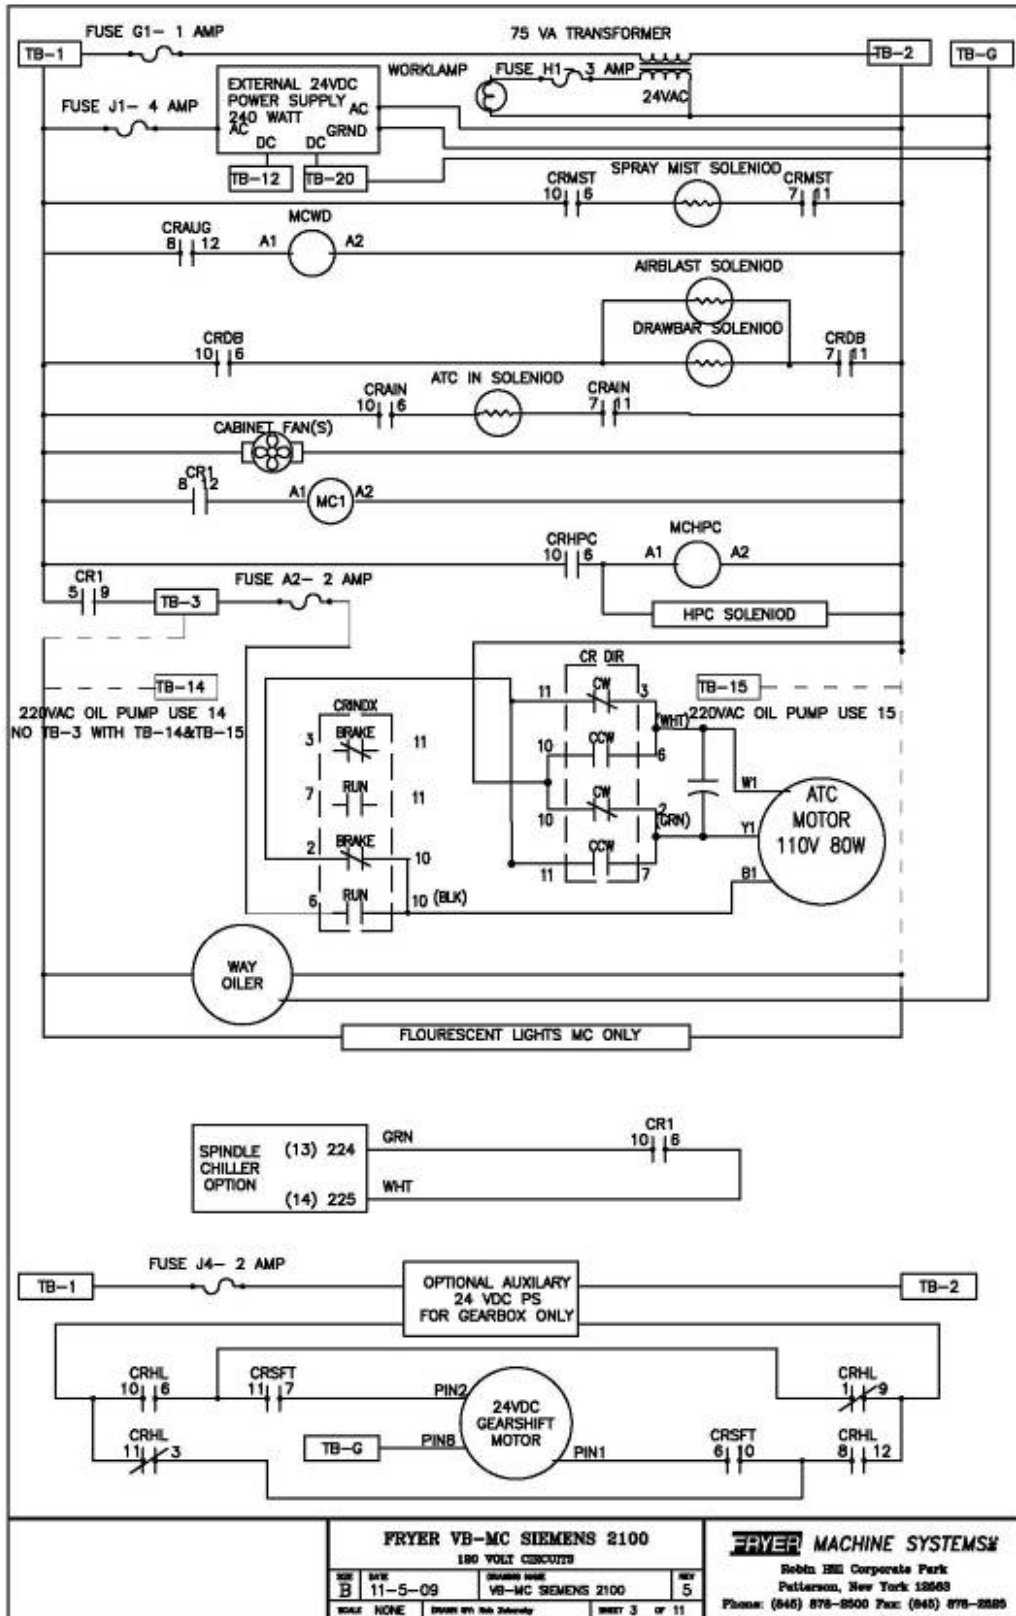 FUSE G1- 1 AMP
75 VA TRANSFORMER
TB-1
TB-2
TB-G
WORKLAMP
FUSE H1- 3 AMP
24VAC
EXTERNAL 24VDC
POWER SUPPLY
240 WATT
AC
AC
GRND
DC DC
FUSE J1- 4 AMP
TB-12
TB-20
SPRAY MIST SOLENIOD
CRMST
10 6
CRMST
7 11
CRAUG
8 12
MCWD
A1 A2
AIRBLAST SOLENIOD
DRAWBAR SOLENIOD
CRDB
10 6
CRDB
7 11
ATC IN SOLENIOD
CRAIN
10 6
CRAIN
7 11
CABINET FAN(S)
CR1
8 12
A1 MC1 A2
CRHPC
10 6
MCHPC
A1 A2
HPC SOLENIOD
CR1
5 9
TB-3
FUSE A2- 2 AMP
TB-14
220VAC OIL PUMP USE 14
NO TB-3 WITH TB-14&TB-15
TB-15
220VAC OIL PUMP USE 15
CR DIR
11 CW 3
(WHT)
10 CCW 6
10 CW 2
(GRN)
11 CCW 7
CRINDX
3 BRAKE 11
7 RUN 11
2 BRAKE 10
6 RUN 10 (BLK)
W1
Y1
B1
ATC
MOTOR
110V 80W
WAY
OILER
FLOURESCENT LIGHTS MC ONLY
SPINDLE
CHILLER
OPTION
(13) 224
(14) 225
GRN
WHT
CR1
10 6
TB-1
FUSE J4- 2 AMP
OPTIONAL AUXILARY
24 VDC PS
FOR GEARBOX ONLY
TB-2
CRHL
10 6
CRSFT
11 7
PIN2
CRHL
1 9
24VDC
GEARSHIFT
MOTOR
CRHL
11 3
TB-G
PIN8
PIN1
CRSFT
6 10
CRHL
8 12
FRYER VB-MC SIEMENS 2100
120 VOLT CIRCUITS
SIZE
B
DATE
11-5-09
DRAWING NAME
VB-MC SIEMENS 2100
REV
5
SCALE NONE
DRAWN BY:
SHEET 3 OF 11
FRYER MACHINE SYSTEMS
Robin Hill Corporate Park
Patterson, New York 12563